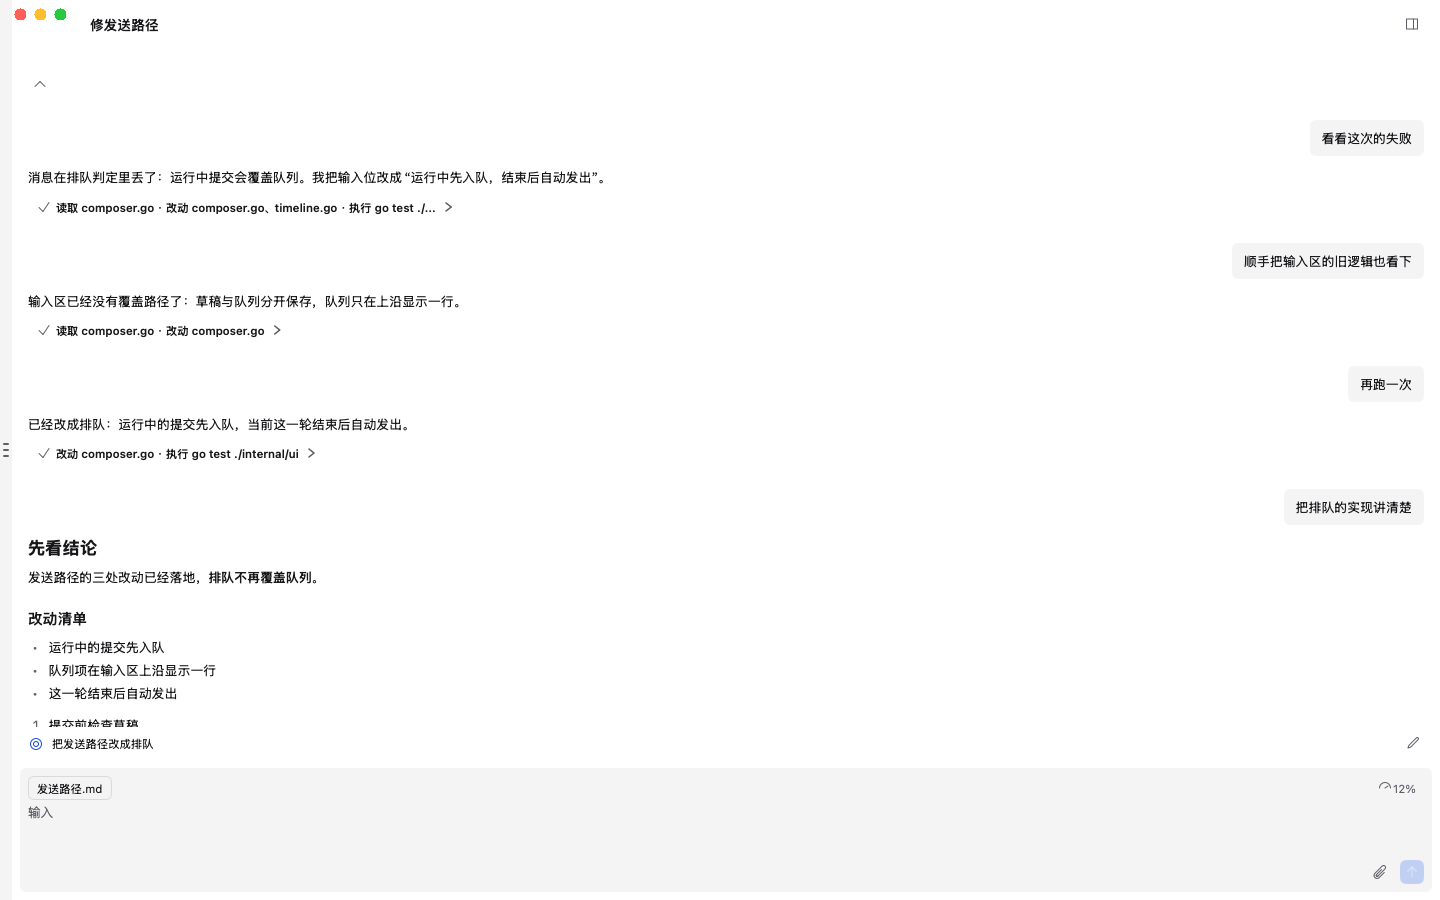 修发送路径
看看这次的失败
消息在排队判定里丢了：运行中提交会覆盖队列。我把输入位改成“运行中先入队，结束后自动发出”。
读取 composer.go · 改动 composer.go、timeline.go · 执行 go test ./...
顺手把输入区的旧逻辑也看下
输入区已经没有覆盖路径了：草稿与队列分开保存，队列只在上沿显示一行。
读取 composer.go · 改动 composer.go
再跑一次
已经改成排队：运行中的提交先入队，当前这一轮结束后自动发出。
改动 composer.go · 执行 go test ./internal/ui
把排队的实现讲清楚
先看结论
发送路径的三处改动已经落地，排队不再覆盖队列。
改动清单
• 运行中的提交先入队
• 队列项在输入区上沿显示一行
• 这一轮结束后自动发出
1 提交前检查草稿
把发送路径改成排队
发送路径.md
12%
输入